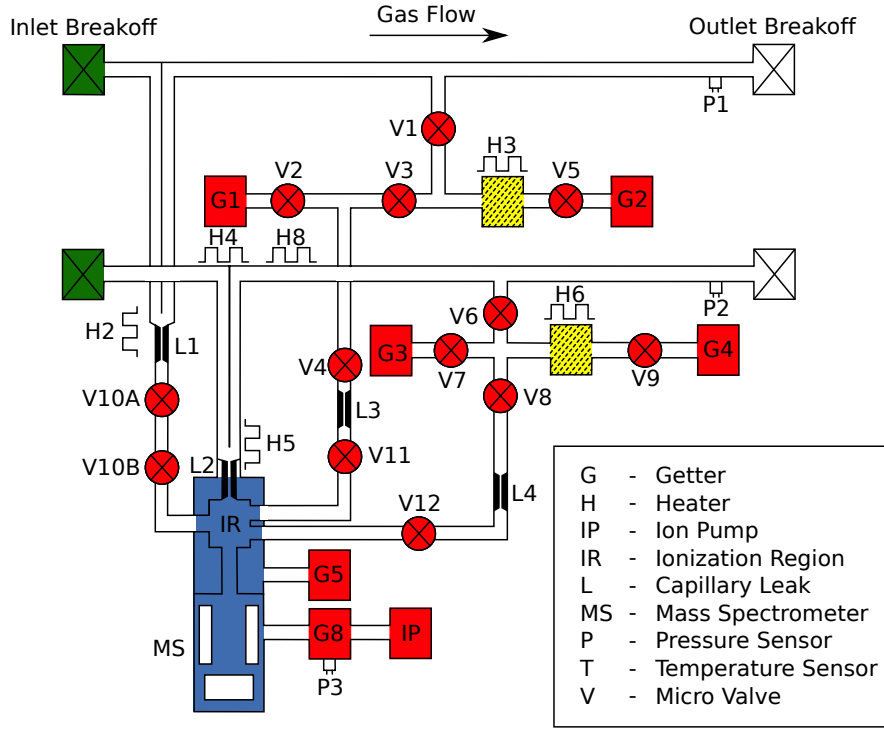 Gas Flow
Inlet Breakoff
Outlet Breakoff
P1
V1
H3
V2
V3
V5
G1
G2
H4
H8
P2
H6
V6
H2
L1
G3
V7
V9
G4
V4
V10A
V8
L3
H5
V10B
L2
V11
L4
V12
IR
G5
G8
IP
MS
P3
G - Getter
H - Heater
IP - Ion Pump
IR - Ionization Region
L - Capillary Leak
MS - Mass Spectrometer
P - Pressure Sensor
T - Temperature Sensor
V - Micro Valve